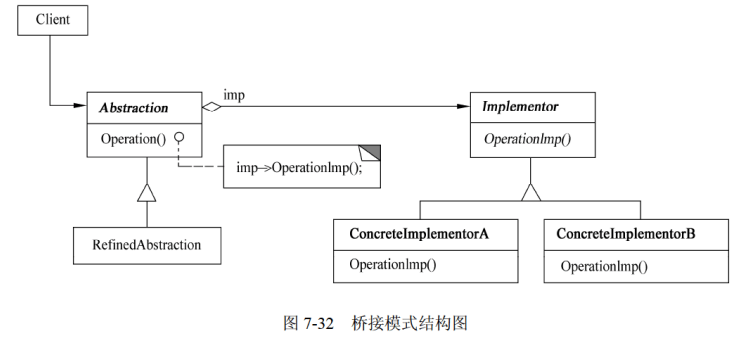 Client
Abstraction
imp
Implementor
Operation()
OperationImp()
imp->OperationImp();
RefinedAbstraction
ConcreteImplementorA
ConcreteImplementorB
OperationImp()
OperationImp()
图 7-32 桥接模式结构图